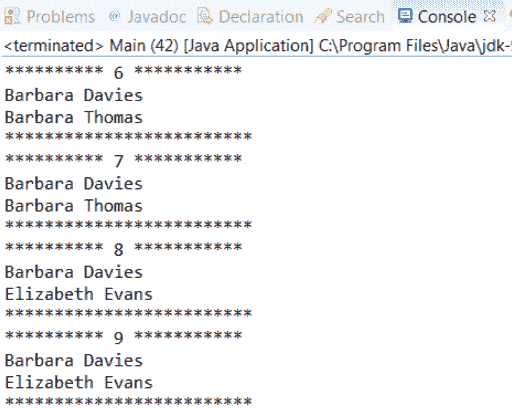 Problems @ Javadoc Declaration Search Console
<terminated> Main (42) [Java Application] C:\Program Files\Java\jdk-
********** 6 ***********
Barbara Davies
Barbara Thomas
*************************
********** 7 ***********
Barbara Davies
Barbara Thomas
*************************
********** 8 ***********
Barbara Davies
Elizabeth Evans
*************************
********** 9 ***********
Barbara Davies
Elizabeth Evans
*************************